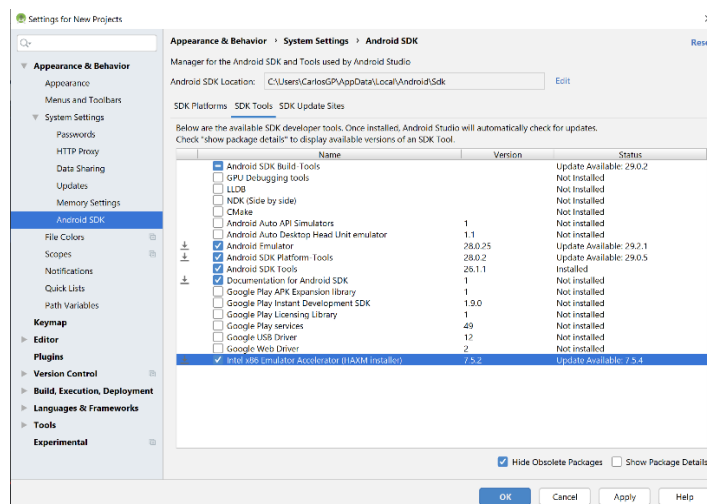 Settings for New Projects
Appearance & Behavior › System Settings › Android SDK
Manager for the Android SDK and Tools used by Android Studio
Android SDK Location: C:\Users\CarlosGP\AppData\Local\Android\Sdk Edit
SDK Platforms SDK Tools SDK Update Sites
Below are the available SDK developer tools. Once installed, Android Studio will automatically check for updates.
Check "show package details" to display available versions of an SDK Tool.
Name Version Status
Android SDK Build-Tools Update Available: 29.0.2
GPU Debugging tools Not Installed
LLDB Not Installed
NDK (Side by side) Not Installed
CMake Not Installed
Android Auto API Simulators 1 Not installed
Android Auto Desktop Head Unit emulator 1.1 Not installed
Android Emulator 28.0.25 Update Available: 29.2.1
Android SDK Platform-Tools 28.0.2 Update Available: 29.0.5
Android SDK Tools 26.1.1 Installed
Documentation for Android SDK 1 Not installed
Google Play APK Expansion library 1 Not installed
Google Play Instant Development SDK 1.9.0 Not installed
Google Play Licensing Library 1 Not installed
Google Play services 49 Not installed
Google USB Driver 12 Not installed
Google Web Driver 2 Not installed
Intel x86 Emulator Accelerator (HAXM installer) 7.5.2 Update Available: 7.5.4
Hide Obsolete Packages Show Package Details
OK Cancel Apply Help
Appearance & Behavior
Appearance
Menus and Toolbars
System Settings
Passwords
HTTP Proxy
Data Sharing
Updates
Memory Settings
Android SDK
File Colors
Scopes
Notifications
Quick Lists
Path Variables
Keymap
Editor
Plugins
Version Control
Build, Execution, Deployment
Languages & Frameworks
Tools
Experimental